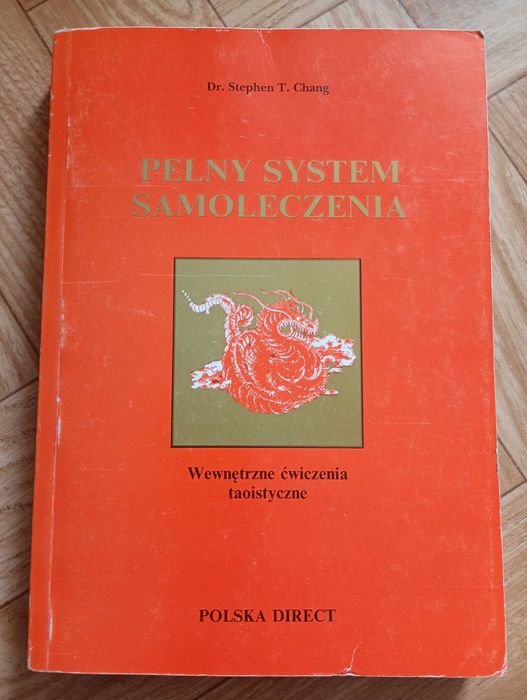 Dr. Stephen T. Chang
PEŁNY SYSTEM
SAMOLECZENIA
Wewnętrzne ćwiczenia
taoistyczne
POLSKA DIRECT